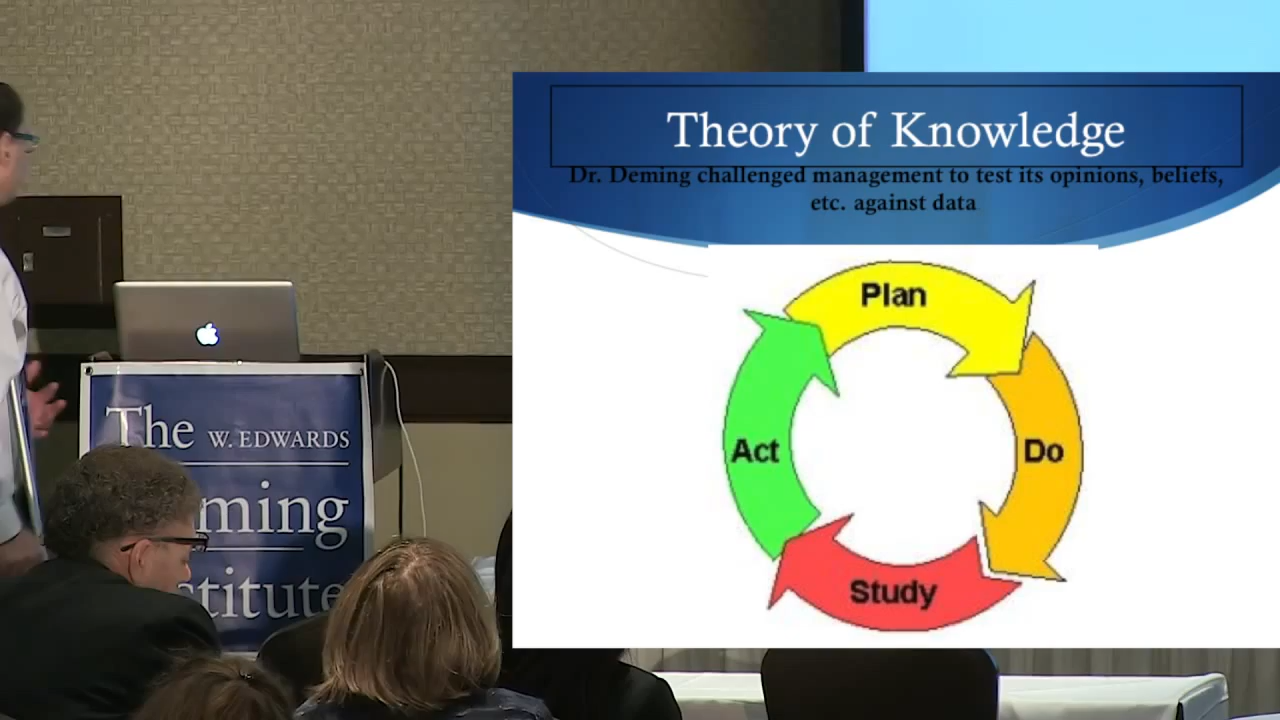 Theory of Knowledge
Dr. Deming challenged management to test its opinions, beliefs,
etc. against data
Plan
Do
Study
Act
The W. EDWARDS
ming
stitute